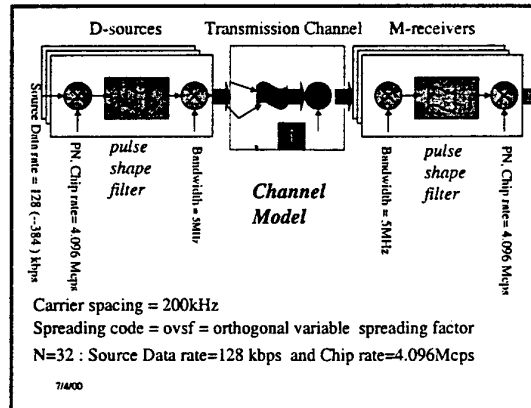 D-sources Transmission Channel M-receivers
Source Data rate = 128 (--384 ) kbps
PN, Chip rate= 4.096 Mcps
pulse
shape
filter
Bandwidth = 5MHz
Channel
Model
Bandwidth = 5MHz
pulse
shape
filter
PN, Chip rate= 4.096 Mcps
Carrier spacing = 200kHz
Spreading code = ovsf = orthogonal variable spreading factor
N=32 : Source Data rate=128 kbps and Chip rate=4.096Mcps
7/4/00